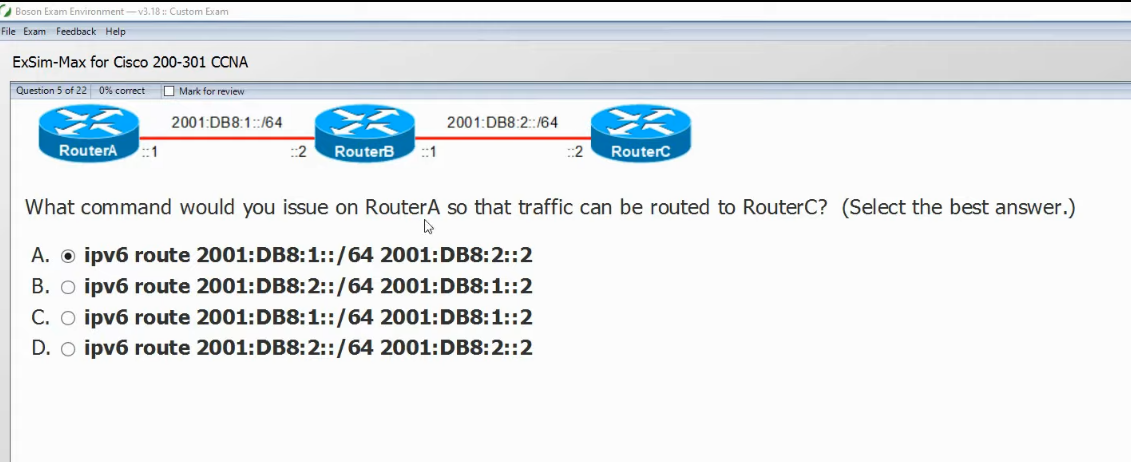 Boson Exam Environment — v3.18 :: Custom Exam
File Exam Feedback Help
ExSim-Max for Cisco 200-301 CCNA
Question 5 of 22 0% correct Mark for review
2001:DB8:1::/64 2001:DB8:2::/64
RouterA ::1 ::2 RouterB ::1 ::2 RouterC
What command would you issue on RouterA so that traffic can be routed to RouterC? (Select the best answer.)
A. ipv6 route 2001:DB8:1::/64 2001:DB8:2::2
B. ipv6 route 2001:DB8:2::/64 2001:DB8:1::2
C. ipv6 route 2001:DB8:1::/64 2001:DB8:1::2
D. ipv6 route 2001:DB8:2::/64 2001:DB8:2::2